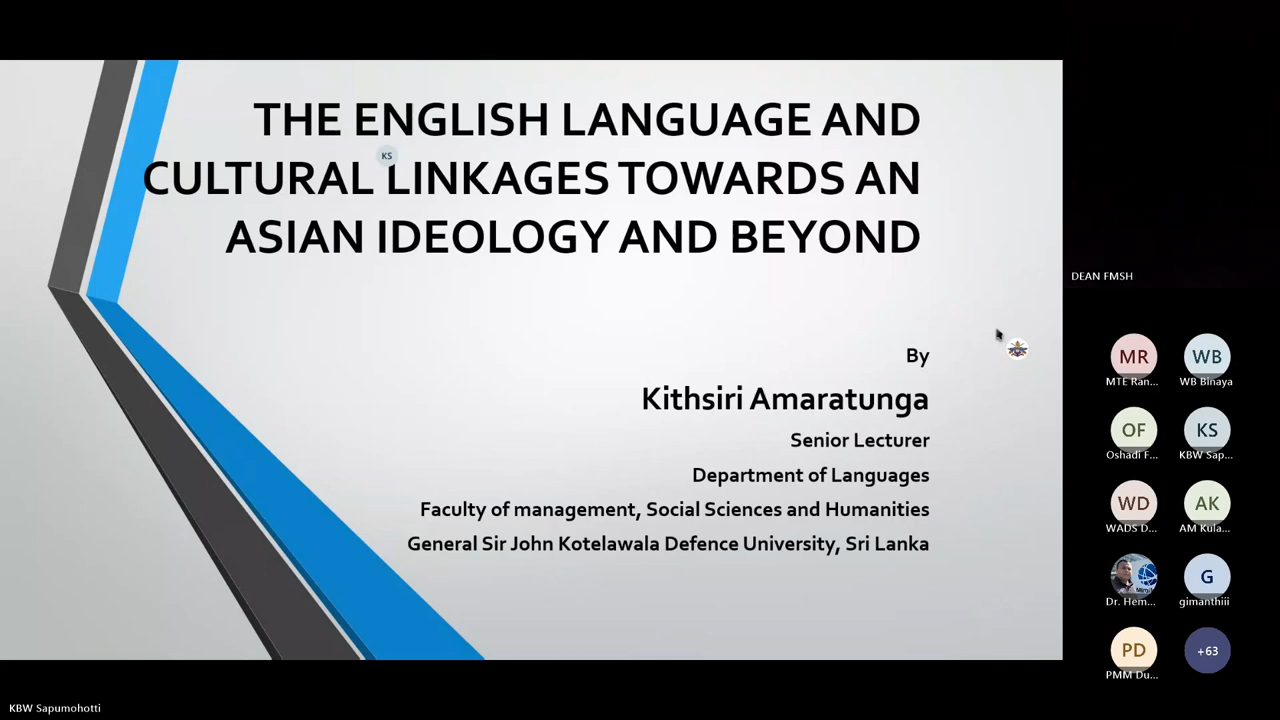 THE ENGLISH LANGUAGE AND
KS
CULTURAL LINKAGES TOWARDS AN
ASIAN IDEOLOGY AND BEYOND
By
Kithsiri Amaratunga
Senior Lecturer
Department of Languages
Faculty of management, Social Sciences and Humanities
General Sir John Kotelawala Defence University, Sri Lanka
DEAN FMSH
MR
MTE Ran...
WB
WB Binaya
OF
Oshadi F...
KS
KBW Sap...
WD
WADS D...
AK
AM Kula...
Dr. Hem...
G
gimanthiii
PD
PMM Du...
+63
KBW Sapumohotti